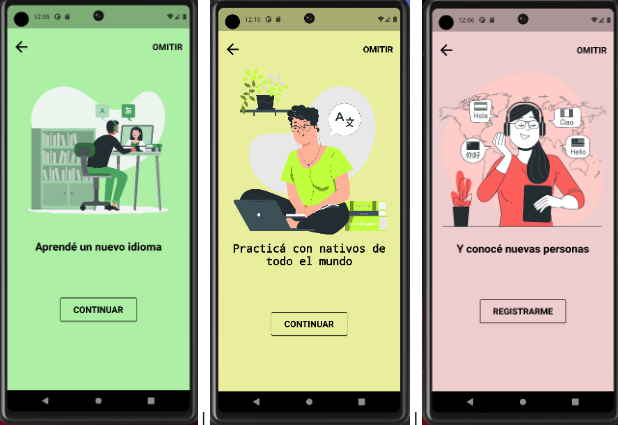 12:05
OMITIR
A
Aprendé un nuevo idioma
CONTINUAR
12:18
OMITIR
A 文
Practicá con nativos de
todo el mundo
CONTINUAR
12:06
OMITIR
Hola
Ciao
你好
Hello
Y conocé nuevas personas
REGISTRARME